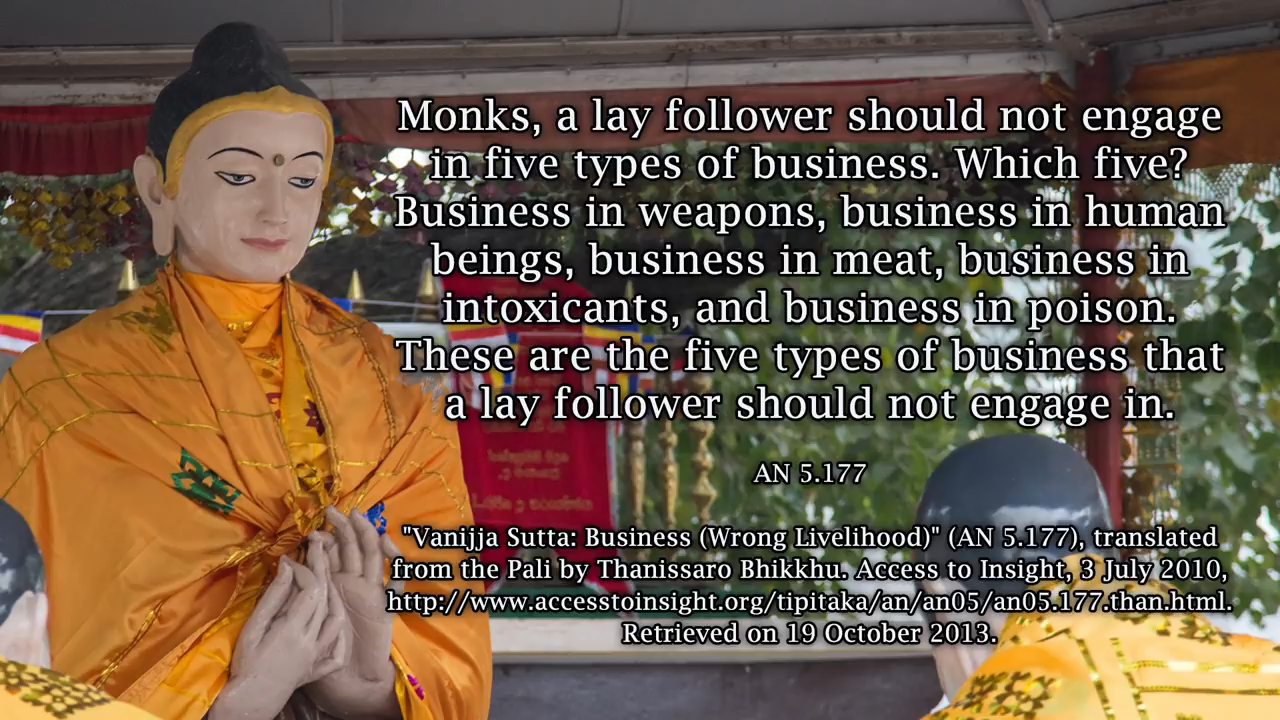 Monks, a lay follower should not engage
in five types of business. Which five?
Business in weapons, business in human
beings, business in meat, business in
intoxicants, and business in poison.
These are the five types of business that
a lay follower should not engage in.
AN 5.177
"Vanijja Sutta: Business (Wrong Livelihood)" (AN 5.177), translated
from the Pali by Thanissaro Bhikkhu. Access to Insight, 3 July 2010,
http://www.accesstoinsight.org/tipitaka/an/an05/an05.177.than.html.
Retrieved on 19 October 2013.